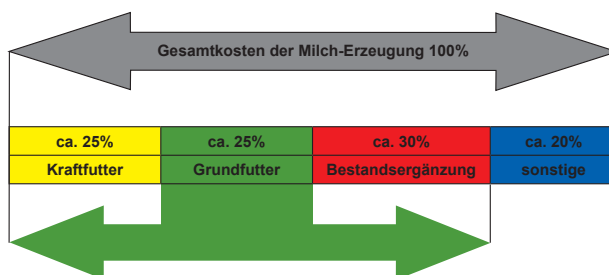 Gesamtkosten der Milch-Erzeugung 100%
ca. 25% ca. 25% ca. 30% ca. 20%
Kraftfutter Grundfutter Bestandsergänzung sonstige